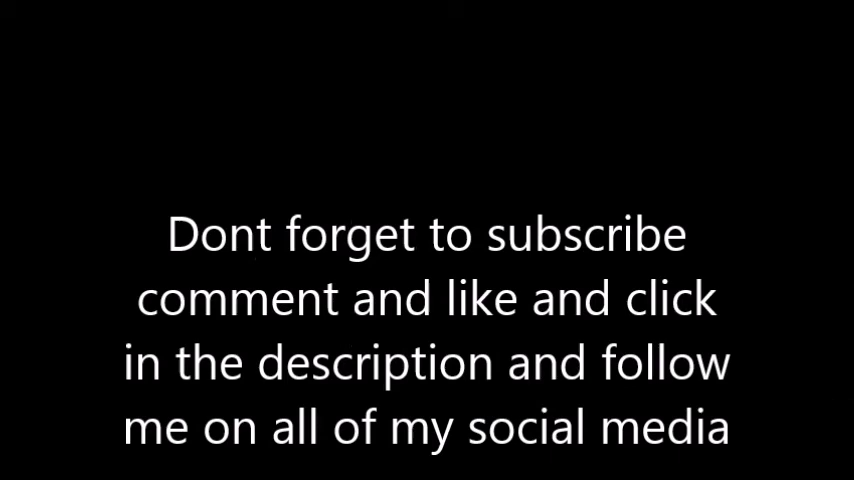 Dont forget to subscribe
comment and like and click
in the description and follow
me on all of my social media